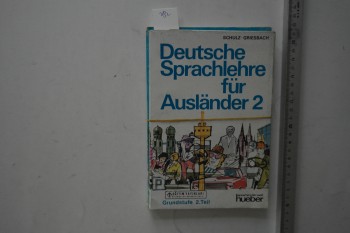 SCHULZ GRIESBACH
Deutsche
Sprachlehre
für
Ausländer 2
Grundstufe 2. Teil
hueber